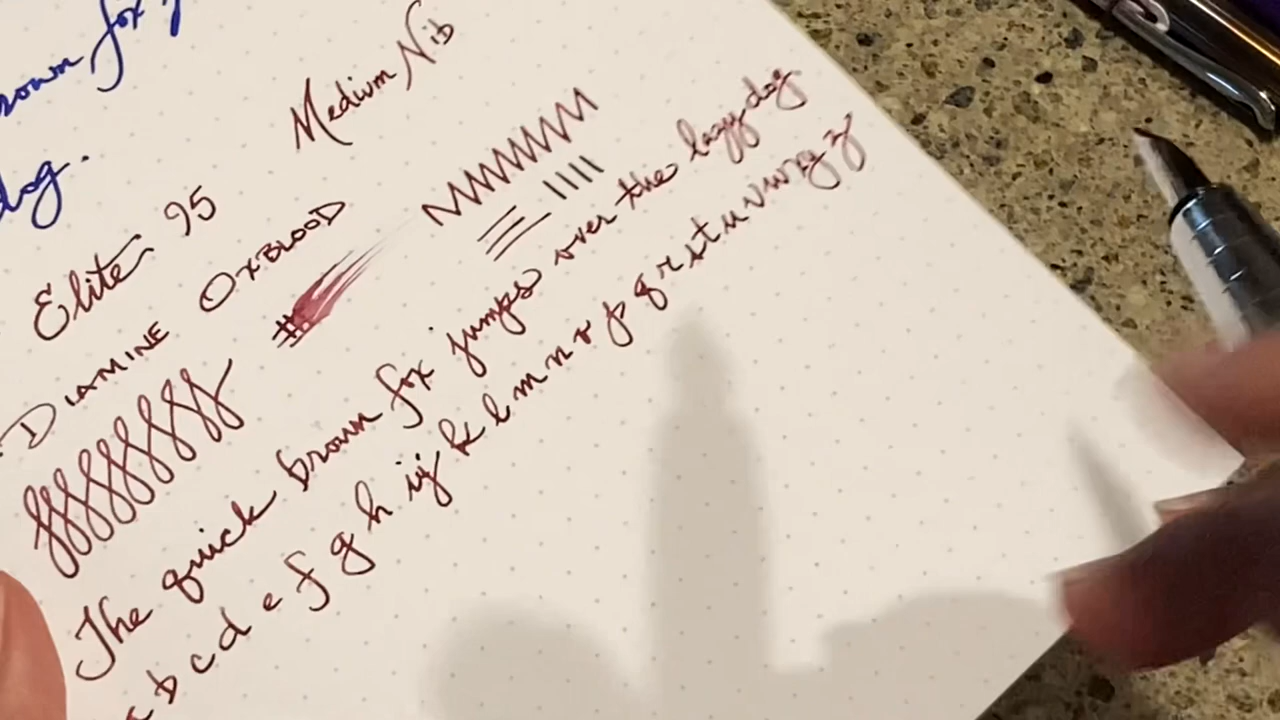 brown fox j
dog.
Medium Nib
Elite 95
DIAMINE OXBLOOD
The quick brown fox jumps over the lazy dog
b c d e f g h i j k l m n o p q r s t u v w x y z